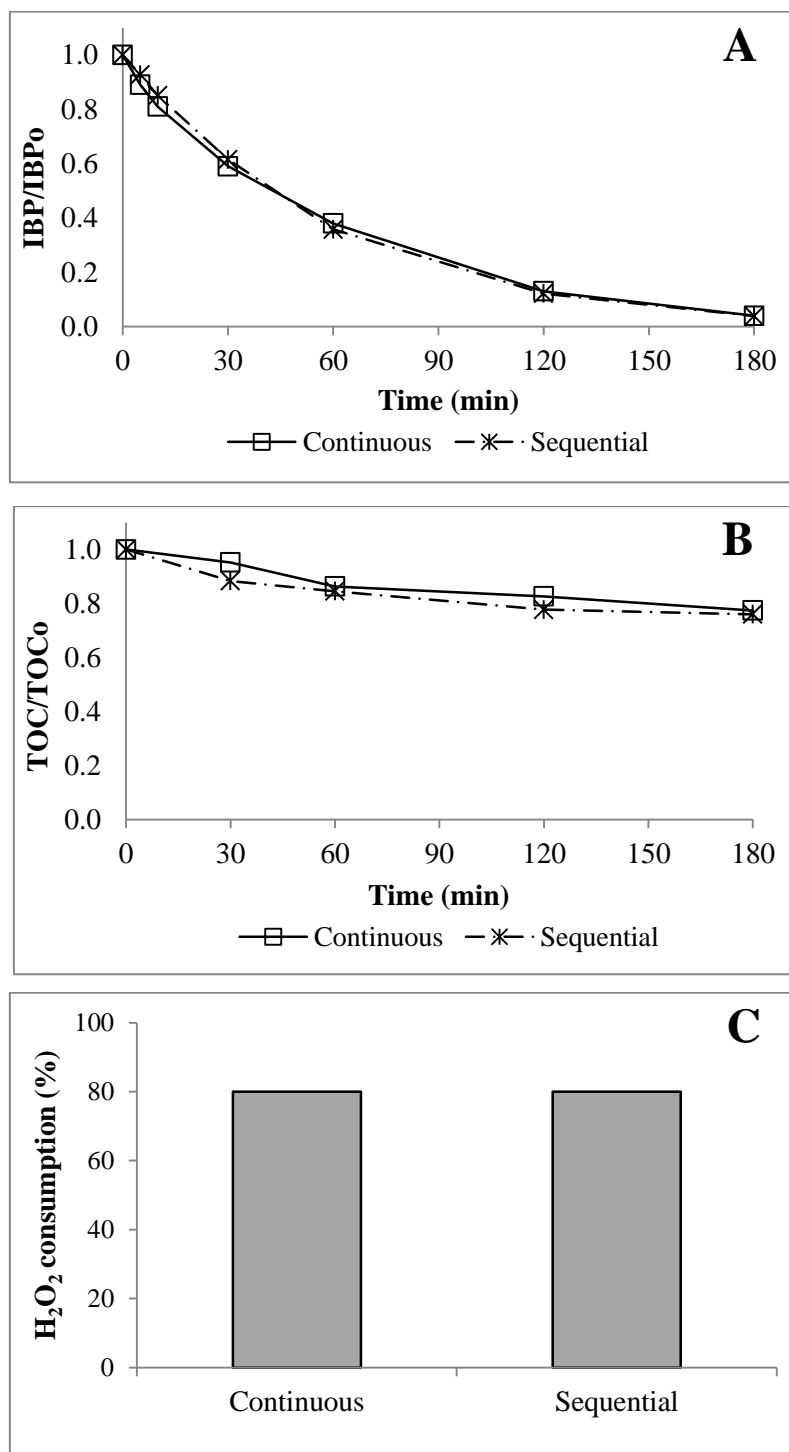 A
1.0
0.8
0.6
0.4
0.2
0.0
IBP/IBPo
0 30 60 90 120 150 180
Time (min)
Continuous Sequential
B
1.0
0.8
0.6
0.4
0.2
0.0
TOC/TOCo
0 30 60 90 120 150 180
Time (min)
Continuous Sequential
C
100
80
60
40
20
0
H₂O₂ consumption (%)
Continuous Sequential